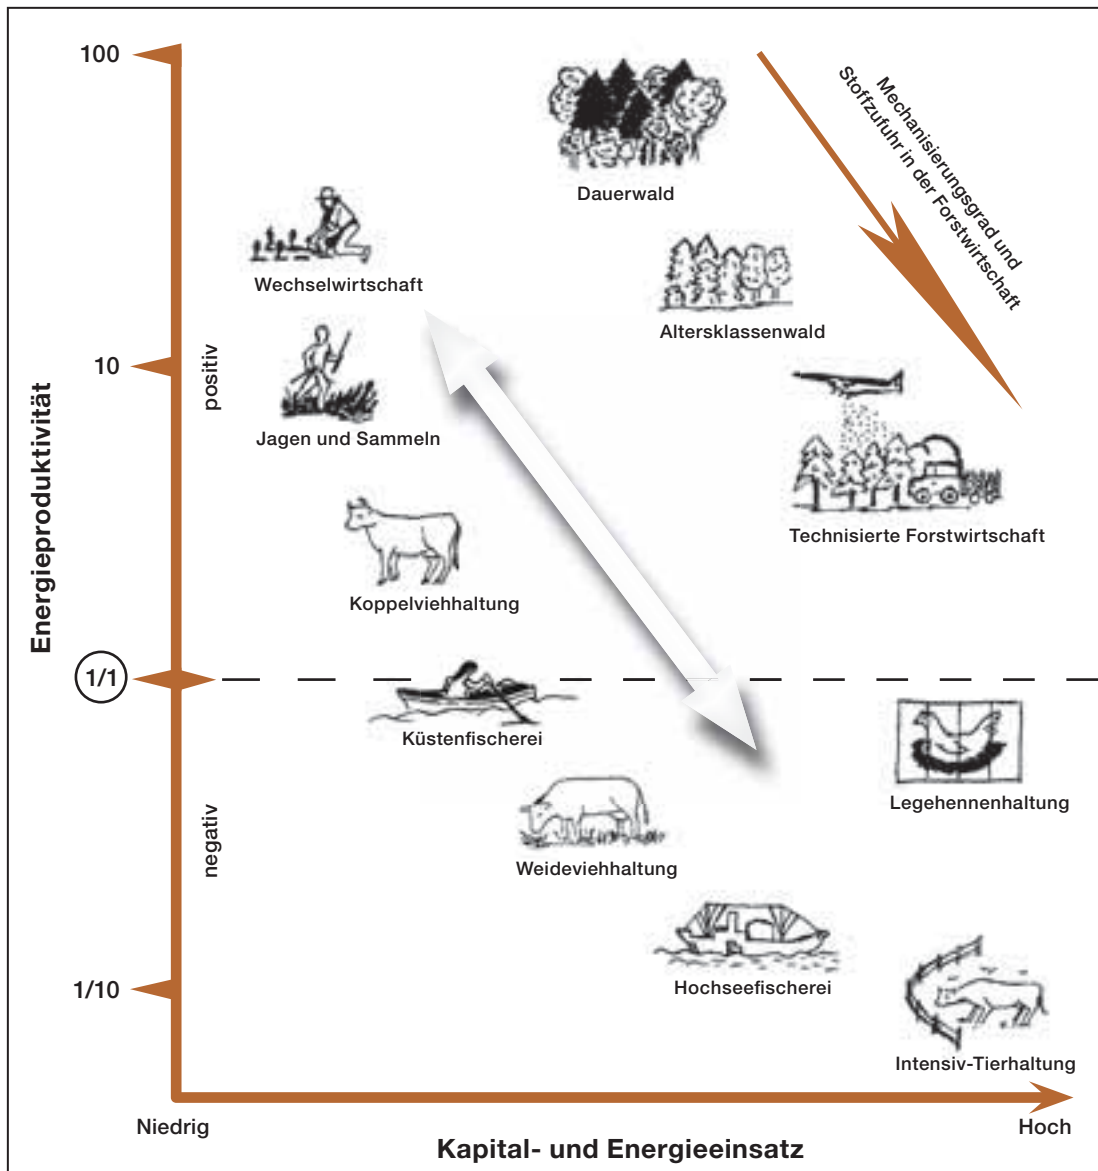 100
Mechanisierungsgrad und
Stoffzufuhr in der Forstwirtschaft
Dauerwald
Wechselwirtschaft
Altersklassenwald
10
positiv
Jagen und Sammeln
Energieproduktivität
Technisierte Forstwirtschaft
Koppelviehhaltung
1/1
Küstenfischerei
Legehennenhaltung
negativ
Weideviehhaltung
1/10
Hochseefischerei
Intensiv-Tierhaltung
Niedrig
Hoch
Kapital- und Energieeinsatz